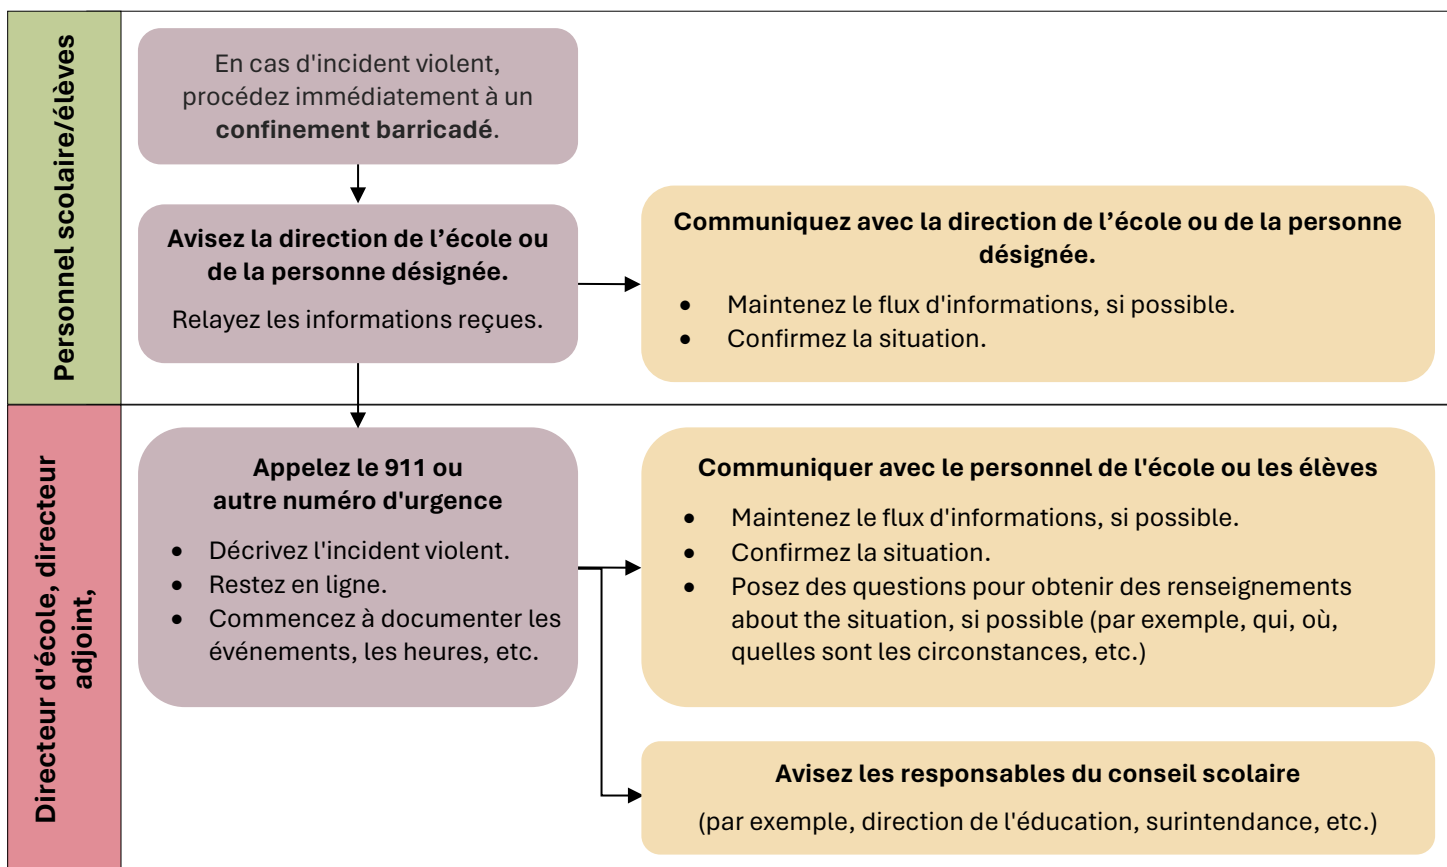 Personnel scolaire/élèves
En cas d'incident violent,
procédez immédiatement à un
confinement barricadé.
Avisez la direction de l’école ou
de la personne désignée.
Relayez les informations reçues.
Communiquez avec la direction de l’école ou de la personne
désignée.
• Maintenez le flux d'informations, si possible.
• Confirmez la situation.
Directeur d'école, directeur
adjoint,
Appelez le 911 ou
autre numéro d'urgence
• Décrivez l'incident violent.
• Restez en ligne.
• Commencez à documenter les
événements, les heures, etc.
Communiquer avec le personnel de l'école ou les élèves
• Maintenez le flux d'informations, si possible.
• Confirmez la situation.
• Posez des questions pour obtenir des renseignements
about the situation, si possible (par exemple, qui, où,
quelles sont les circonstances, etc.)
Avisez les responsables du conseil scolaire
(par exemple, direction de l'éducation, surintendance, etc.)